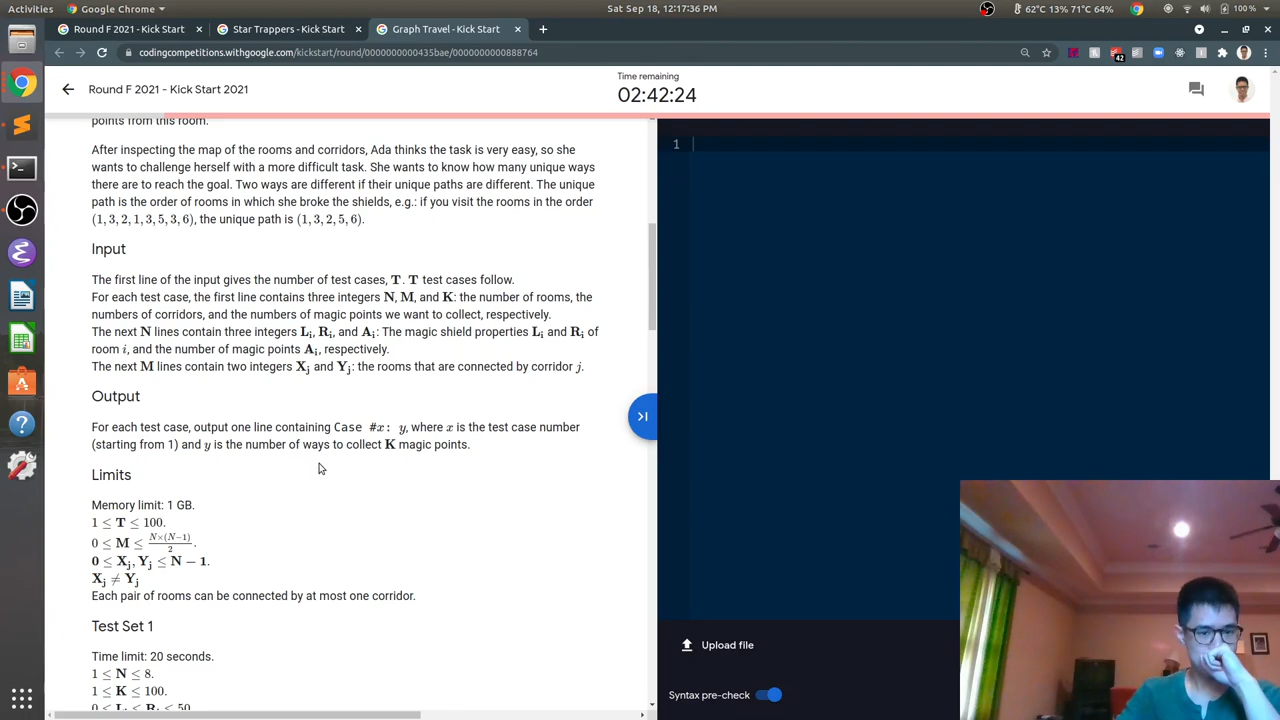 Activities
Google Chrome
Sat Sep 18, 12:17:36 PM
62°C 13% 71°C 64%
100 %
Round F 2021 - Kick Start
Star Trappers - Kick Start
Graph Travel - Kick Start
codingcompetitions.withgoogle.com/kickstart/round/0000000000435bae/0000000000888764
42
Round F 2021 - Kick Start 2021
Time remaining
02:42:24
points from this room.
After inspecting the map of the rooms and corridors, Ada thinks the task is very easy, so she
wants to challenge herself with a more difficult task. She wants to know how many unique ways
there are to reach the goal. Two ways are different if their unique paths are different. The unique
path is the order of rooms in which she broke the shields, e.g.: if you visit the rooms in the order
(1, 3, 2, 1, 3, 5, 3, 6), the unique path is (1, 3, 2, 5, 6).
Input
The first line of the input gives the number of test cases, T. T test cases follow.
For each test case, the first line contains three integers N, M, and K: the number of rooms, the
numbers of corridors, and the numbers of magic points we want to collect, respectively.
The next N lines contain three integers Li, Ri, and Ai: The magic shield properties Li and Ri of
room i, and the number of magic points Ai, respectively.
The next M lines contain two integers Xj and Yj: the rooms that are connected by corridor j.
Output
For each test case, output one line containing Case #x: y, where x is the test case number
(starting from 1) and y is the number of ways to collect K magic points.
Limits
Memory limit: 1 GB.
1 ≤ T ≤ 100.
0 ≤ M ≤ N×(N−1)/2.
0 ≤ Xj, Yj ≤ N − 1.
Xj ≠ Yj
Each pair of rooms can be connected by at most one corridor.
Test Set 1
Time limit: 20 seconds.
1 ≤ N ≤ 8.
1 ≤ K ≤ 100.
0 ≤ Li ≤ Ri ≤ 50.
1
Upload file
Syntax pre-check